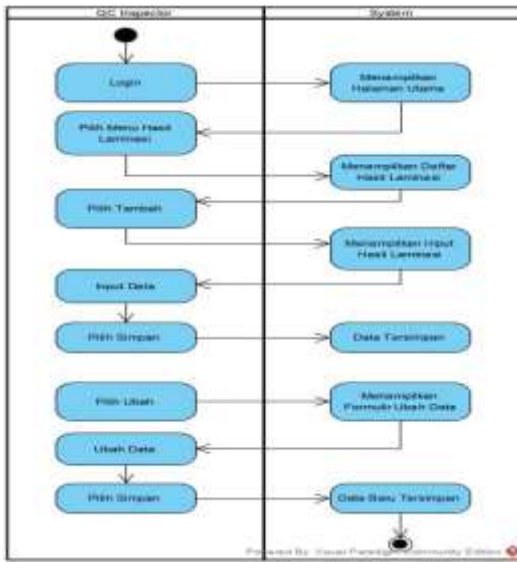 QC Inspector
System
Login
Menampilkan
Halaman Utama
Pilih Menu Hasil
Laminasi
Menampilkan Daftar
Hasil Laminasi
Pilih Tambah
Menampilkan Input
Hasil Laminasi
Input Data
Pilih Simpan
Data Tersimpan
Pilih Ubah
Menampilkan
Formulir Ubah Data
Ubah Data
Pilih Simpan
Data Baru Tersimpan
Powered By Visual Paradigm Community Edition